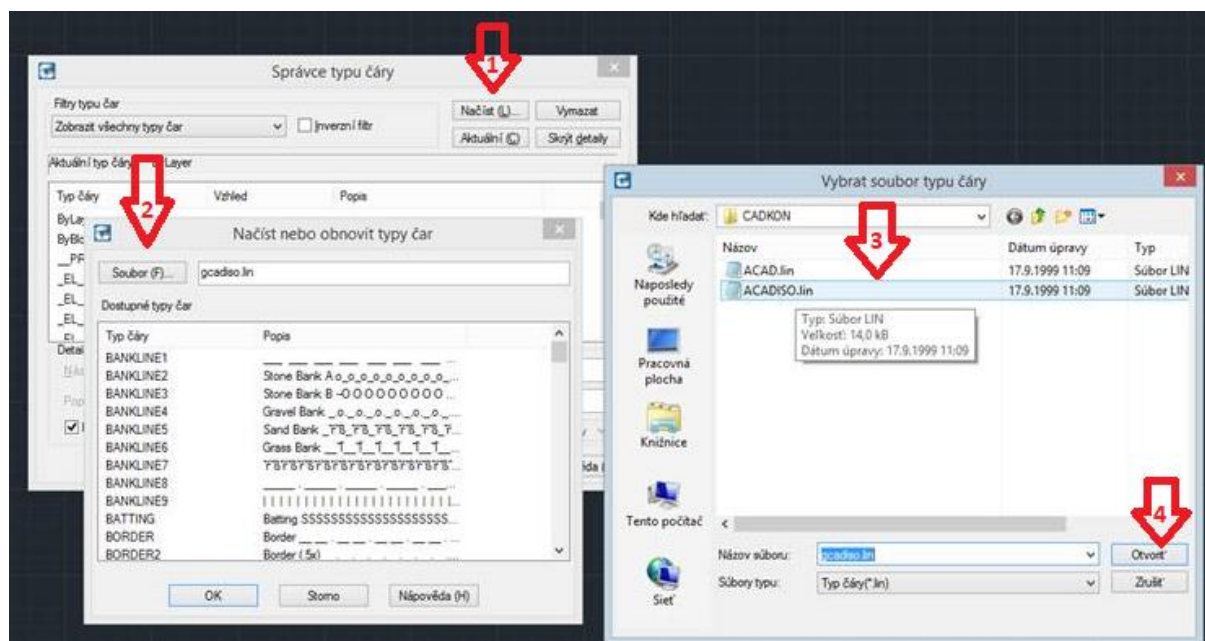 Správce typu čáry
Filtry typu čar
Zobrazit všechny typy čar
Inverzní filtr
Načíst (L)...
Vymazat
Aktuální (C)
Skrýt detaily
1
Aktuální typ čáry
Layer
Typ čáry
Vzhled
Popis
2
Načíst nebo obnovit typy čar
Soubor (F)...
gcadiso.lin
Dostupné typy čar
Typ čáry
Popis
BANKLINE1
BANKLINE2 Stone Bank A
BANKLINE3 Stone Bank B
BANKLINE4 Gravel Bank
BANKLINE5 Sand Bank
BANKLINE6 Grass Bank
BANKLINE7
BANKLINE8
BANKLINE9
BATTING Batting SSSSSSSSSSSSSSSSSSSS...
BORDER Border
BORDER2 Border (.5x)
OK
Storno
Nápověda (H)
Vybrat soubor typu čáry
Kde hľadať:
CADKON
3
Názov
Dátum úpravy
Typ
ACAD.lin 17.9.1999 11:09 Súbor LIN
ACADISO.lin 17.9.1999 11:09 Súbor LIN
Typ: Súbor LIN
Veľkosť: 14,0 kB
Dátum úpravy: 17.9.1999 11:09
Naposledy
použité
Pracovná
plocha
Knižnice
Tento počítač
Sieť
4
Názov súboru:
gcadiso.lin
Otvoriť
Súbory typu:
Typ čáry(*.lin)
Zrušiť